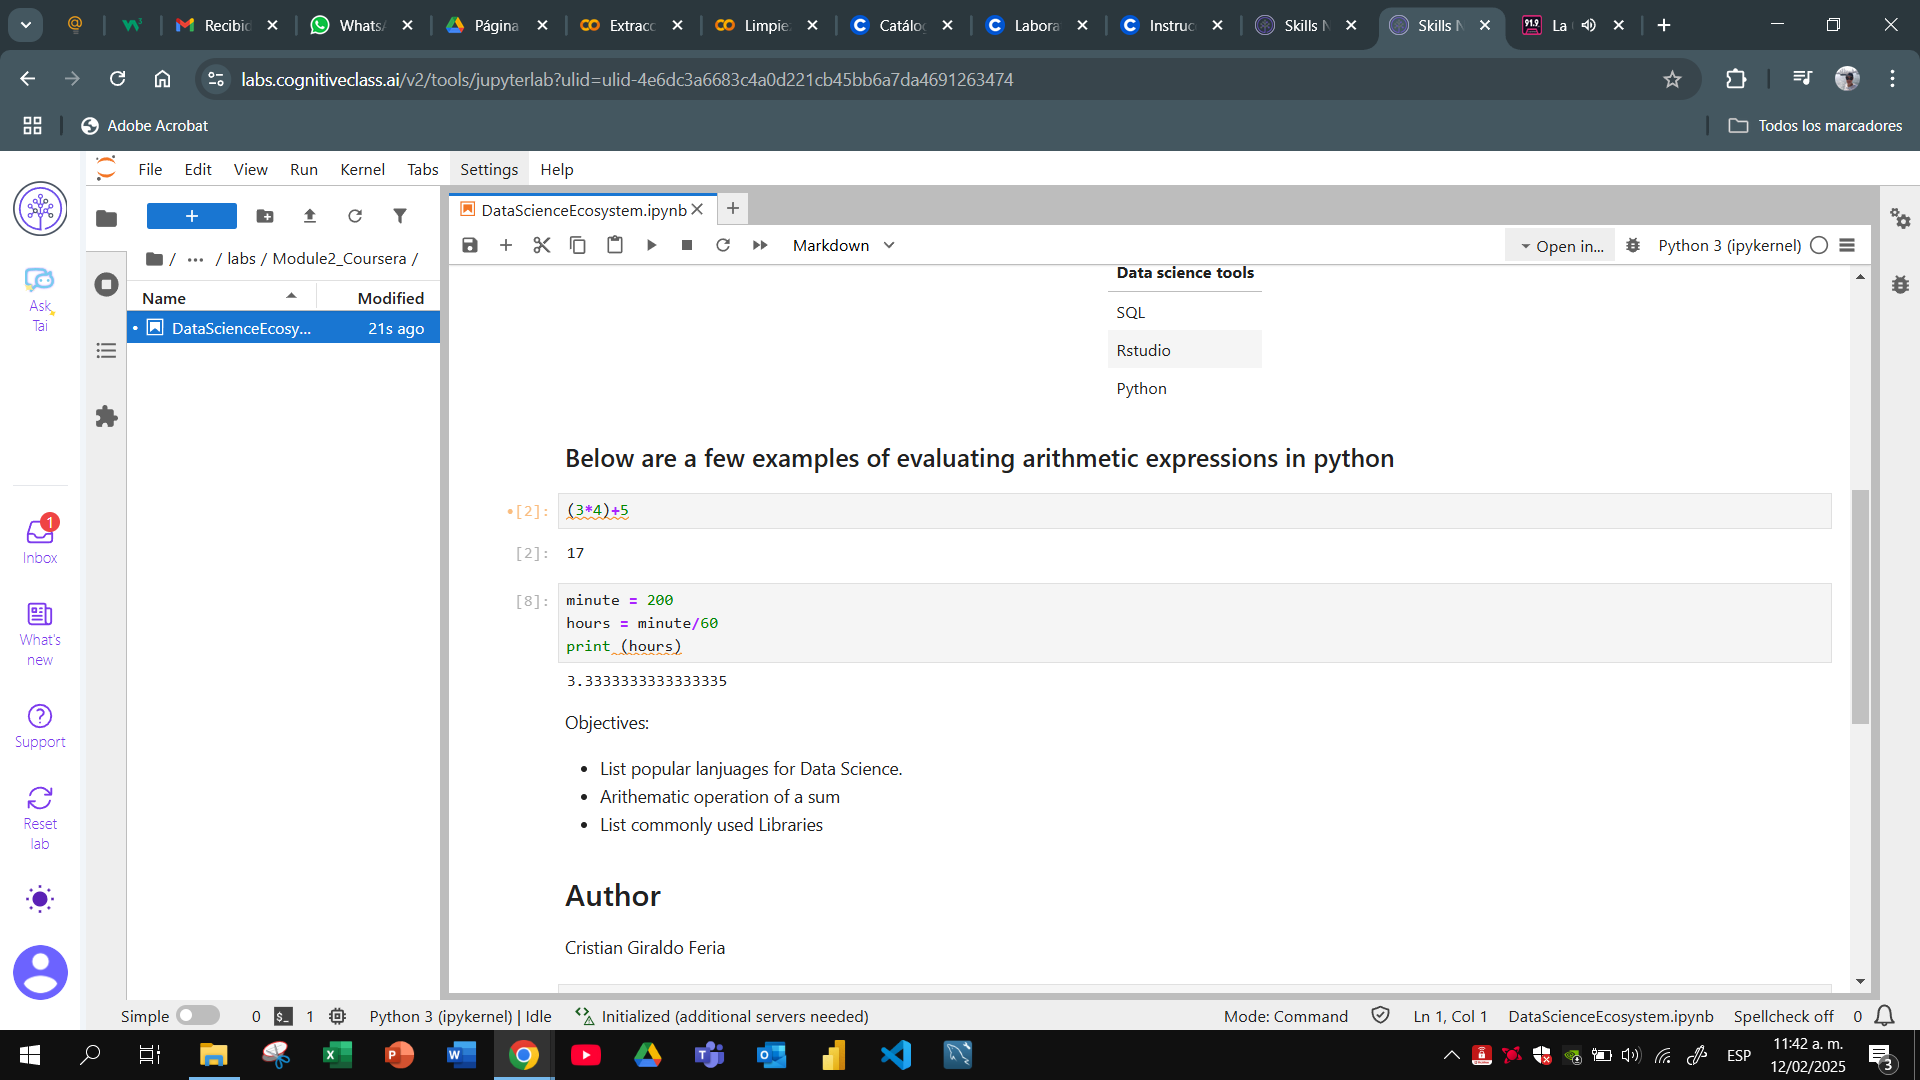 Recibid
Whats
Página
Extracc
Limpie
Catálog
Labora
Instruc
Skills N
Skills N
91.9
La
labs.cognitiveclass.ai/v2/tools/jupyterlab?ulid=ulid-4e6dc3a6683c4a0d221cb45bb6a7da4691263474
Adobe Acrobat
Todos los marcadores
File Edit View Run Kernel Tabs Settings Help
Ask
Tai
Inbox
1
What's
new
Support
Reset
lab
/ ... / labs / Module2_Coursera /
Name Modified
DataScienceEcosy... 21s ago
DataScienceEcosystem.ipynb
Markdown
Open in...
Python 3 (ipykernel)
Data science tools
SQL
Rstudio
Python
Below are a few examples of evaluating arithmetic expressions in python
•[2]: (3*4)+5
[2]: 17
[8]: minute = 200
hours = minute/60
print (hours)
3.3333333333333335
Objectives:
• List popular lanjuages for Data Science.
• Arithematic operation of a sum
• List commonly used Libraries
Author
Cristian Giraldo Feria
Simple 0 $_ 1 Python 3 (ipykernel) | Idle Initialized (additional servers needed) Mode: Command Ln 1, Col 1 DataScienceEcosystem.ipynb Spellcheck off 0
ESP
11:42 a. m.
12/02/2025
3